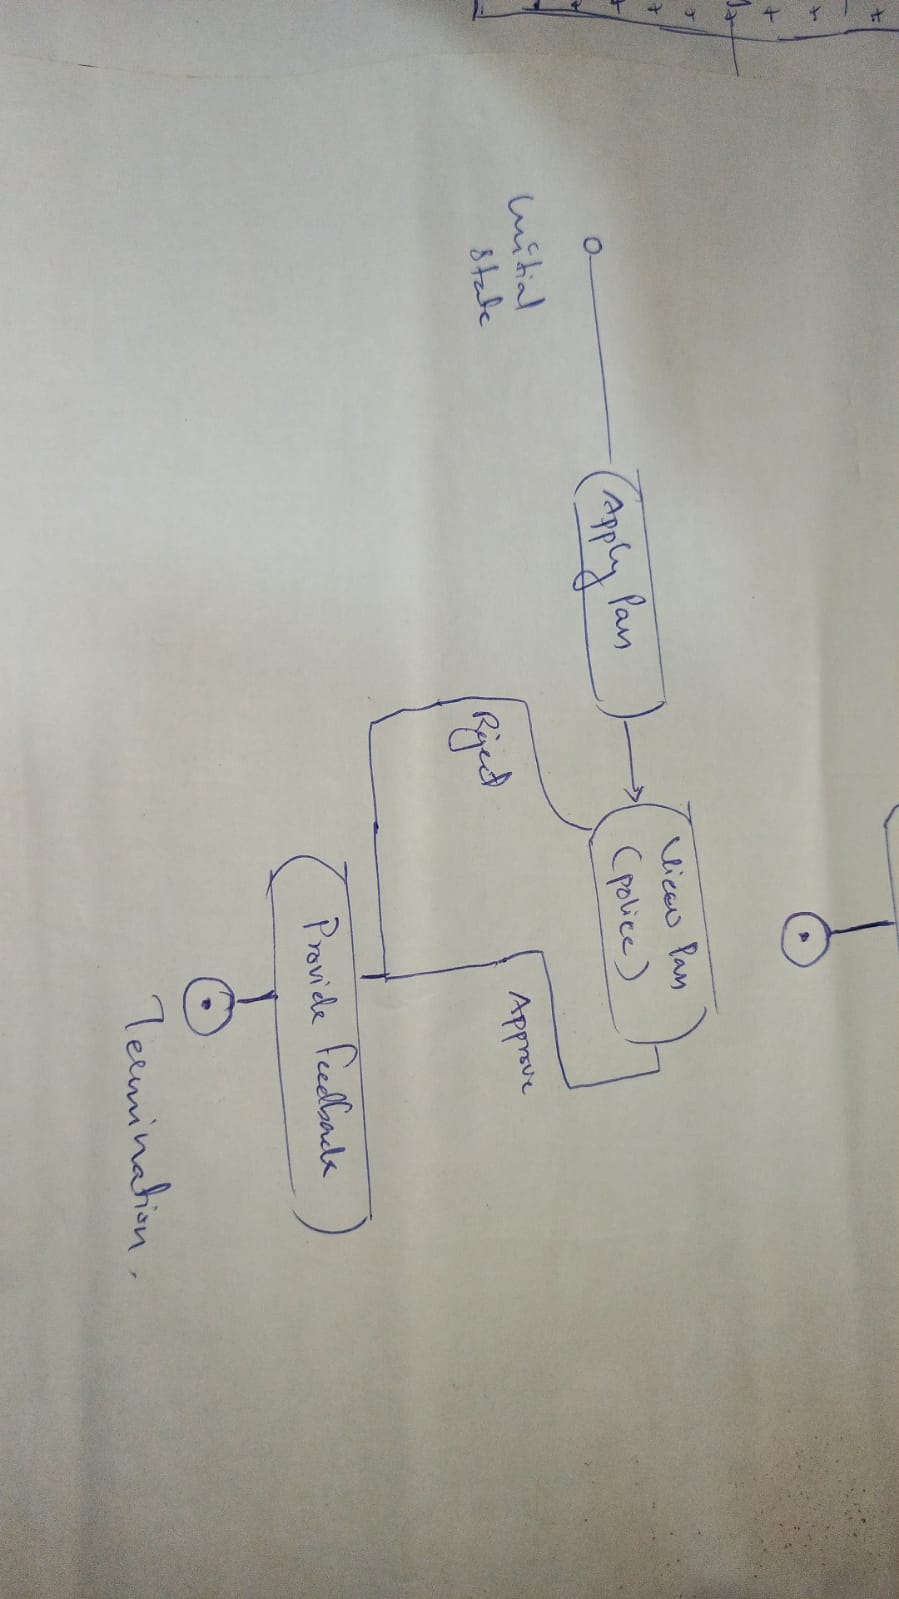 Initial
state
Apply Pass
View Pass
(police)
Reject
Approve
Provide Feedback
Termination.